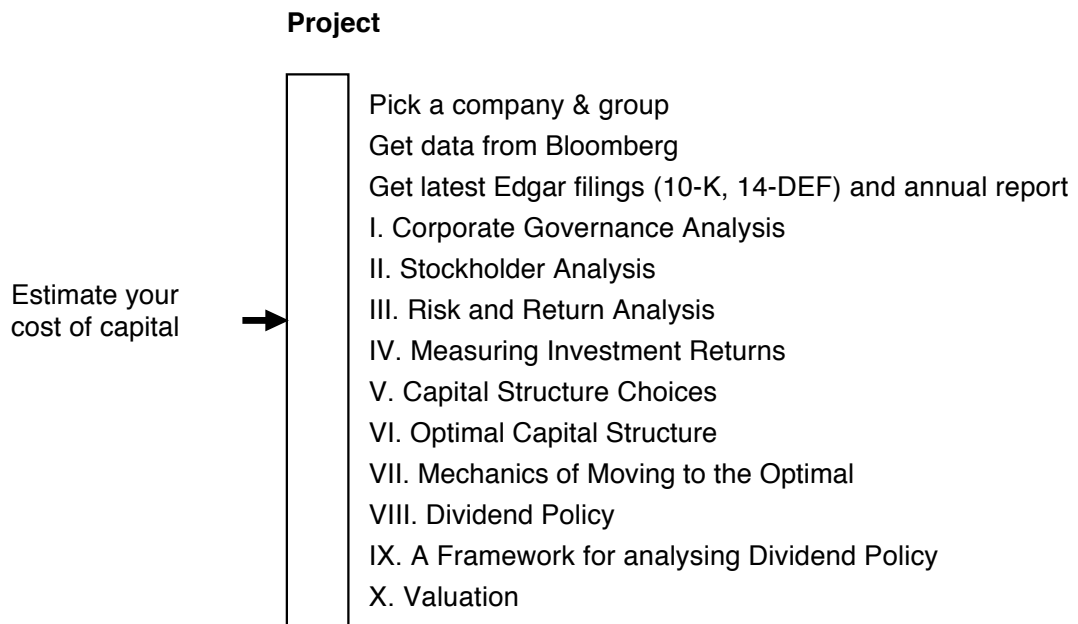 Project
Pick a company & group
Get data from Bloomberg
Get latest Edgar filings (10-K, 14-DEF) and annual report
I. Corporate Governance Analysis
II. Stockholder Analysis
Estimate your
cost of capital
III. Risk and Return Analysis
IV. Measuring Investment Returns
V. Capital Structure Choices
VI. Optimal Capital Structure
VII. Mechanics of Moving to the Optimal
VIII. Dividend Policy
IX. A Framework for analysing Dividend Policy
X. Valuation